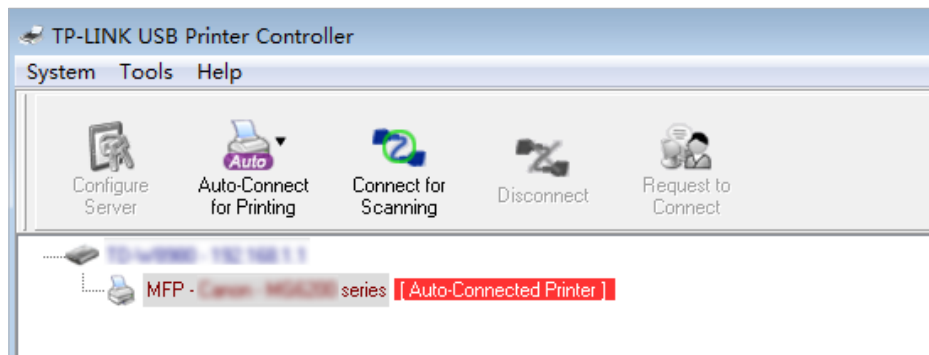 TP-LINK USB Printer Controller
System Tools Help
Auto
Configure Server
Auto-Connect for Printing
Connect for Scanning
Disconnect
Request to Connect
MFP - series [ Auto-Connected Printer ]